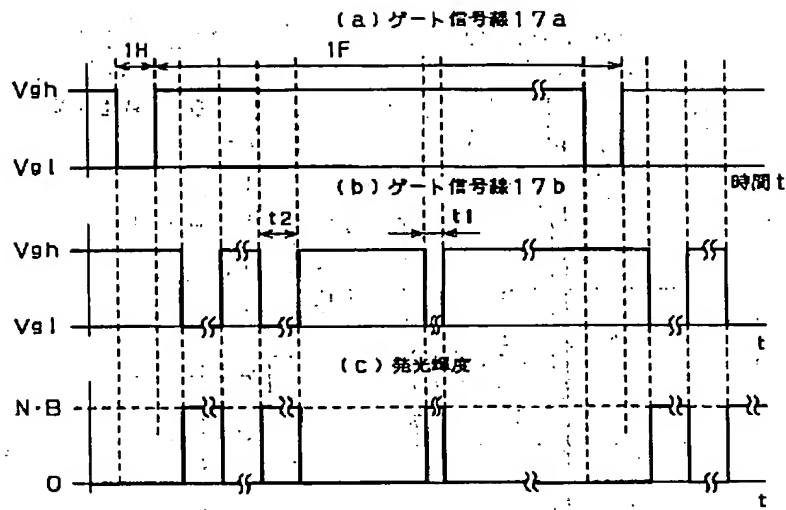 (a)ゲート信号線17a
1H
1F
Vgh
Vgl
時間t
(b)ゲート信号線17b
t2
t1
Vgh
Vgl
t
(c)発光輝度
N・B
0
t